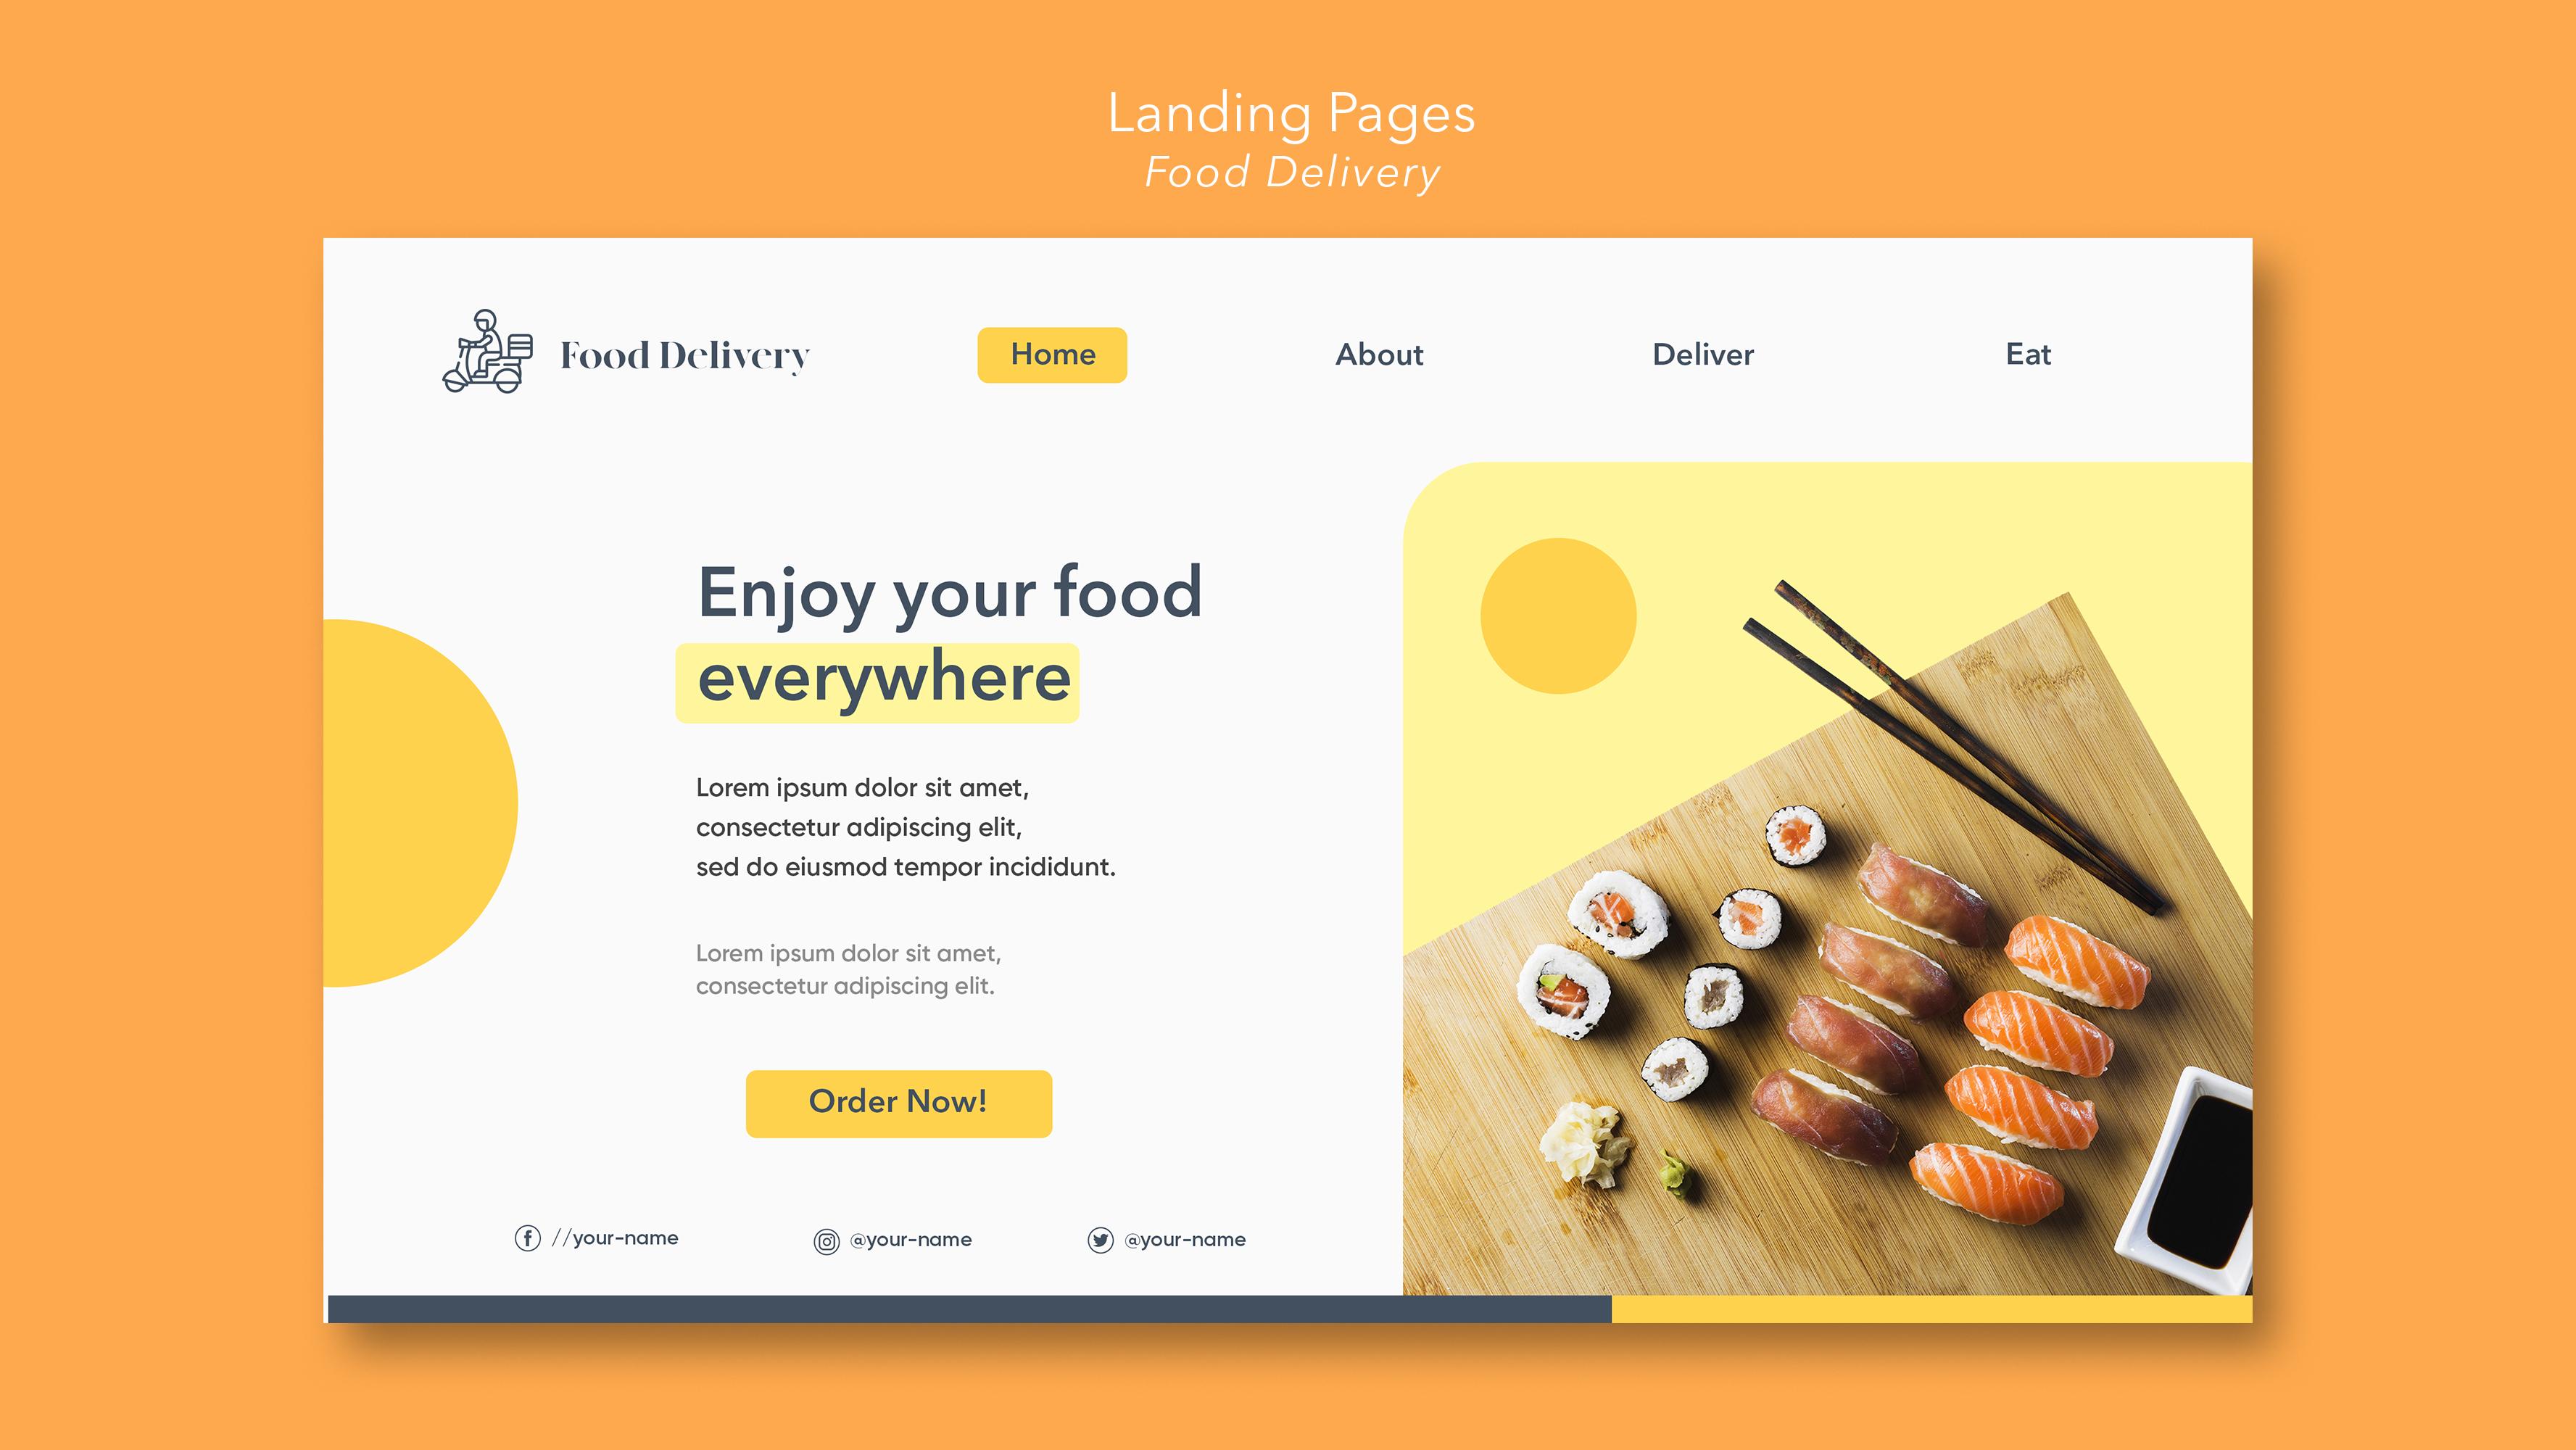 Landing Pages
Food Delivery
Food Delivery
Home
About
Deliver
Eat
Enjoy your food
everywhere
Lorem ipsum dolor sit amet,
consectetur adipiscing elit,
sed do eiusmod tempor incididunt.
Lorem ipsum dolor sit amet,
consectetur adipiscing elit.
Order Now!
//your-name
@your-name
@your-name